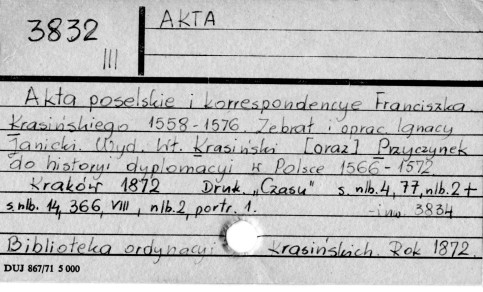 3832
III
AKTA
Akta poselskie i korrespondencye Franciszka
Krasińskiego 1558-1576. Zebrał i oprac. Ignacy
Janicki. Wyd. Wł. Krasiński [oraz] Przyczynek
do historyi dyplomacyi w Polsce 1566-1572
Kraków 1872 Druk. "Czasu" s.nlb.4, 77, nlb.2 +
s.nlb. 14, 366, VIII, nlb.2, portr. 1.
-inw. 3834
Biblioteka ordynacyi Krasińskich. Rok 1872.
DUJ 867/71 5 000